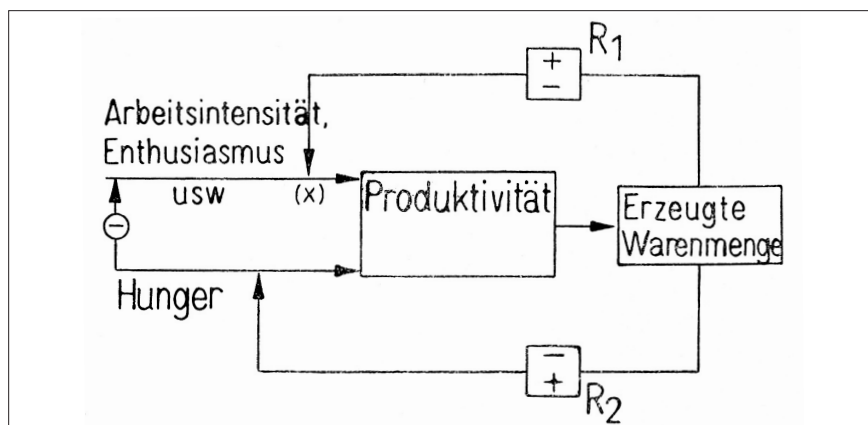 R1
+
−
Arbeitsintensität,
Enthusiasmus
usw
(x)
Produktivität
Erzeugte
Warenmenge
−
Hunger
−
+
R2